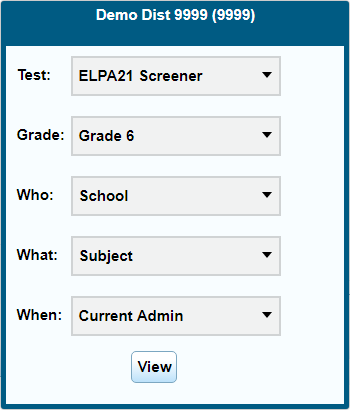 Demo Dist 9999 (9999)
Test: ELPA21 Screener
Grade: Grade 6
Who: School
What: Subject
When: Current Admin
View